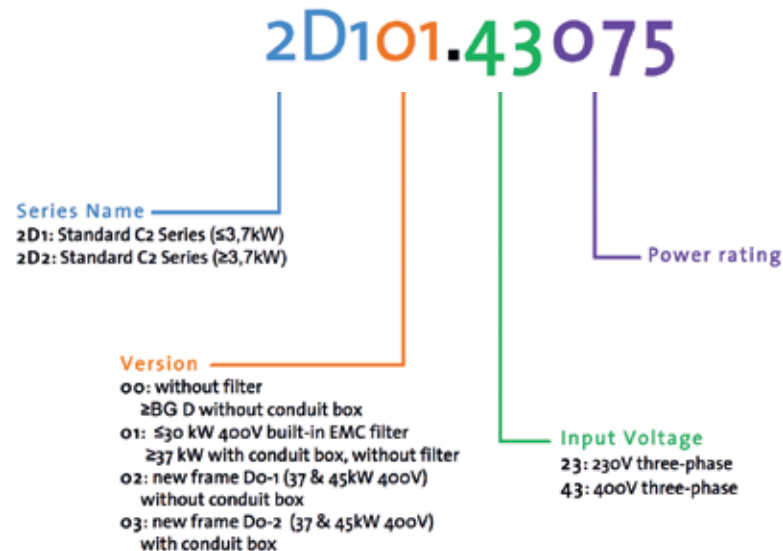 2D101.43075
Series Name
2D1: Standard C2 Series (≤3,7kW)
2D2: Standard C2 Series (≥3,7kW)
Power rating
Version
00: without filter
≥BG D without conduit box
01: ≤30 kW 400V built-in EMC filter
≥37 kW with conduit box, without filter
02: new frame D0-1 (37 & 45kW 400V)
without conduit box
03: new frame D0-2 (37 & 45kW 400V)
with conduit box
Input Voltage
23: 230V three-phase
43: 400V three-phase